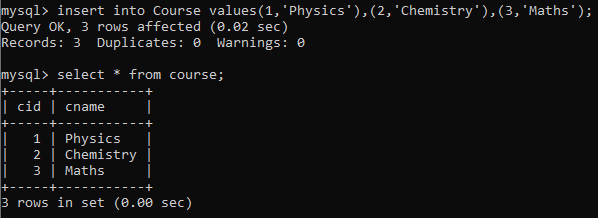 mysql> insert into Course values(1,'Physics'),(2,'Chemistry'),(3,'Maths');
Query OK, 3 rows affected (0.02 sec)
Records: 3  Duplicates: 0  Warnings: 0

mysql> select * from course;
+-----+-----------+
| cid | cname     |
+-----+-----------+
|   1 | Physics   |
|   2 | Chemistry |
|   3 | Maths     |
+-----+-----------+
3 rows in set (0.00 sec)